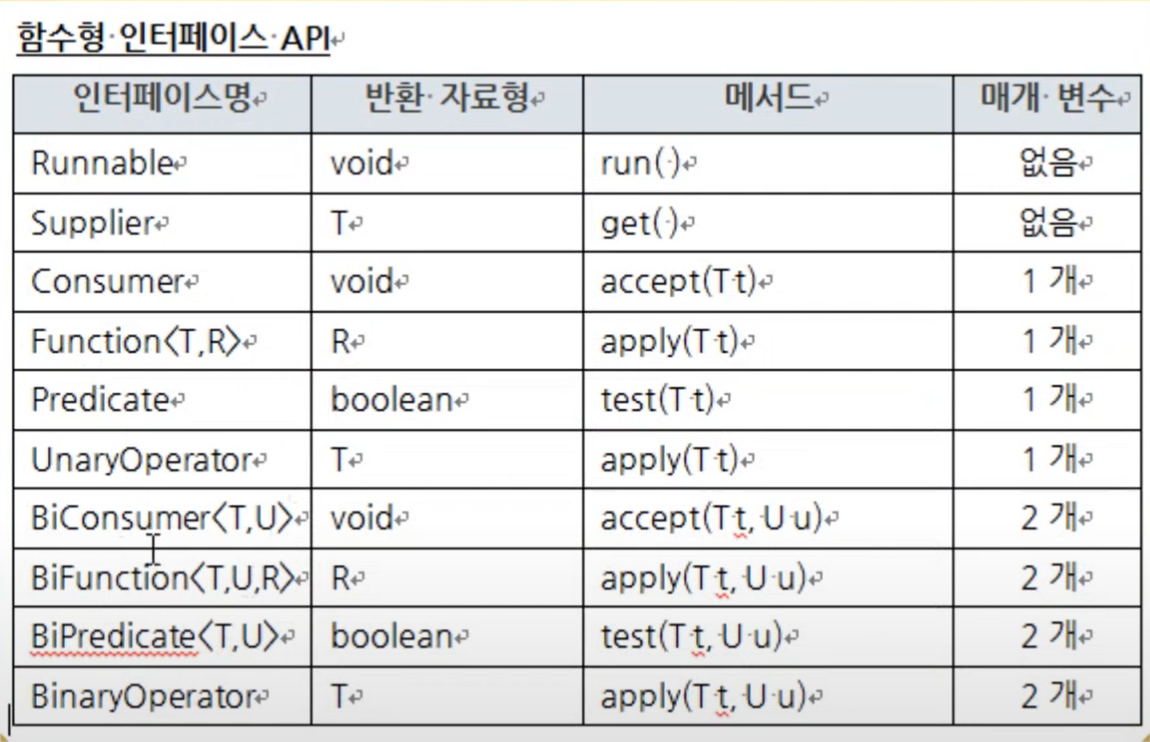 함수형 인터페이스 API
인터페이스명 반환 자료형 메서드 매개 변수
Runnable void run( ) 없음
Supplier T get( ) 없음
Consumer void accept(T t) 1 개
Function<T,R> R apply(T t) 1 개
Predicate boolean test(T t) 1 개
UnaryOperator T apply(T t) 1 개
BiConsumer<T,U> void accept(T t, U u) 2 개
BiFunction<T,U,R> R apply(T t, U u) 2 개
BiPredicate<T,U> boolean test(T t, U u) 2 개
BinaryOperator T apply(T t, U u) 2 개